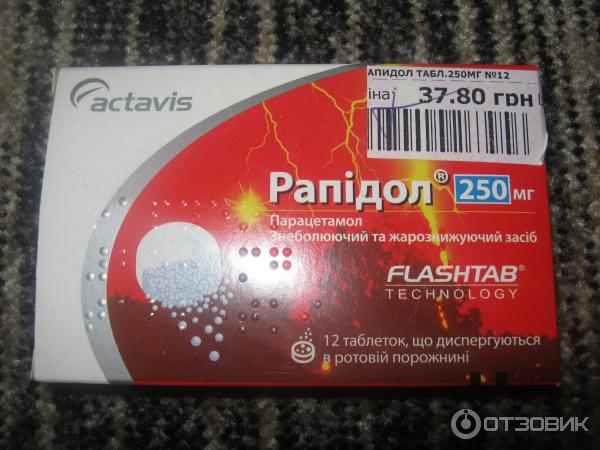 actavis
АПИДОЛ ТАБЛ.250МГ №12
іна
37.80 грн
Рапідол® 250 мг
Парацетамол
Знеболюючий та жарознижуючий засіб
FLASHTAB®
TECHNOLOGY
12 таблеток, що диспергуються
в ротовій порожнині
ОТЗОВИК